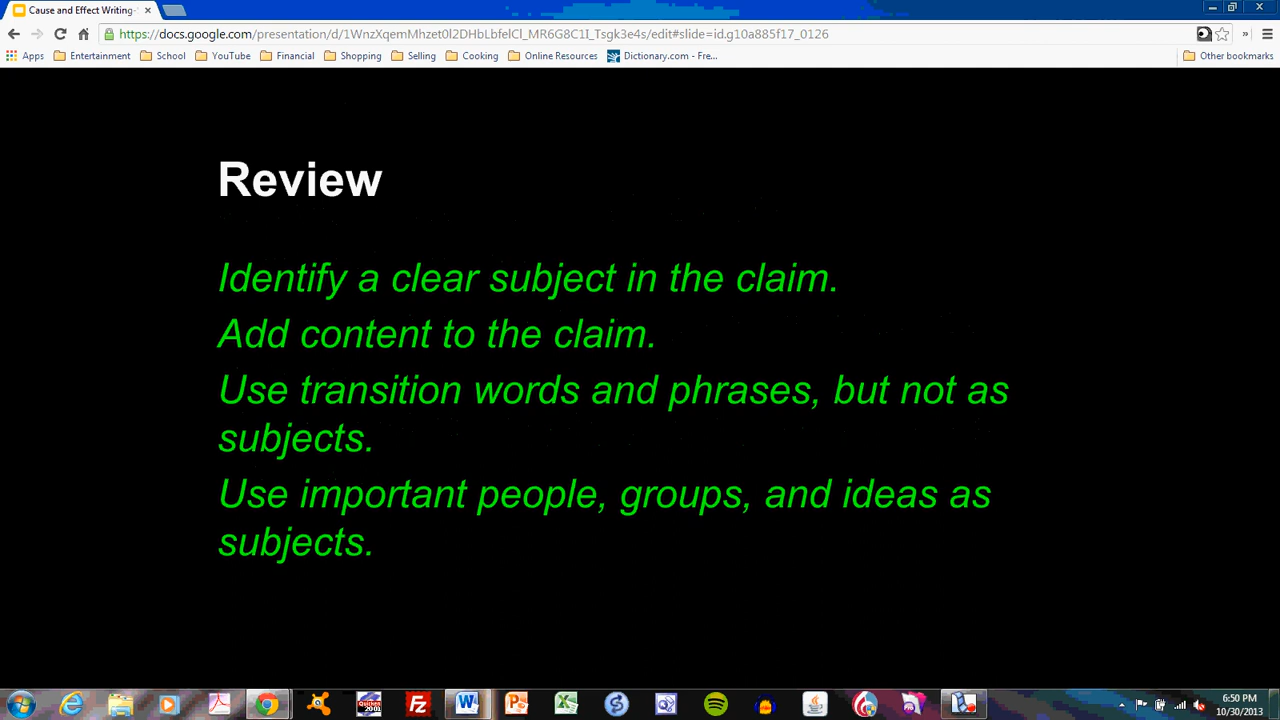 Cause and Effect Writing-
https://docs.google.com/presentation/d/1WnzXqemMhzet0l2DHbLbfelCl_MR6G8C1I_Tsgk3e4s/edit#slide=id.g10a885f17_0126
Apps Entertainment School YouTube Financial Shopping Selling Cooking Online Resources Dictionary.com - Fre... Other bookmarks
Review
Identify a clear subject in the claim.
Add content to the claim.
Use transition words and phrases, but not as
subjects.
Use important people, groups, and ideas as
subjects.
6:50 PM
10/30/2013